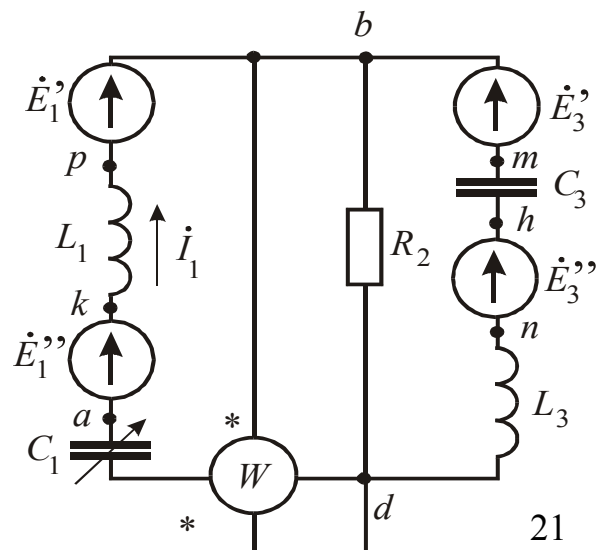 b
Ė₁’
Ė₃’
p
m
C₃
L₁
İ₁
R₂
h
Ė₃’’
k
n
Ė₁’’
a
L₃
C₁
*
W
d
*
21